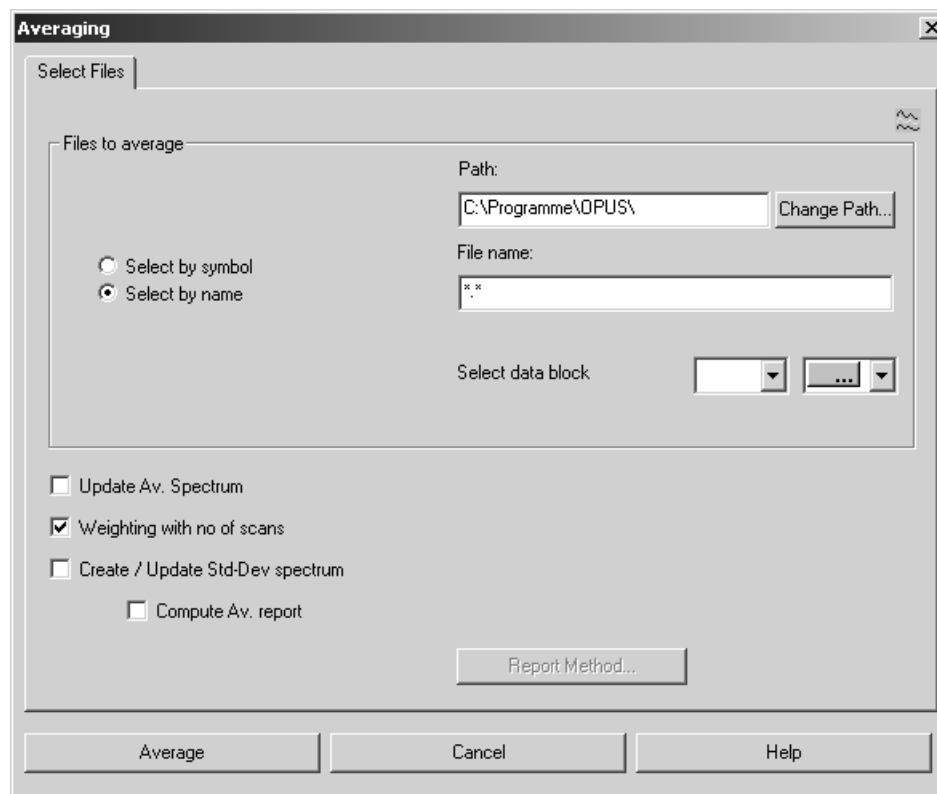 Averaging
Select Files
Files to average
Path:
C:\Programme\OPUS\
Change Path...
Select by symbol
File name:
Select by name
*.*
Select data block
...
Update Av. Spectrum
Weighting with no of scans
Create / Update Std-Dev spectrum
Compute Av. report
Report Method...
Average
Cancel
Help